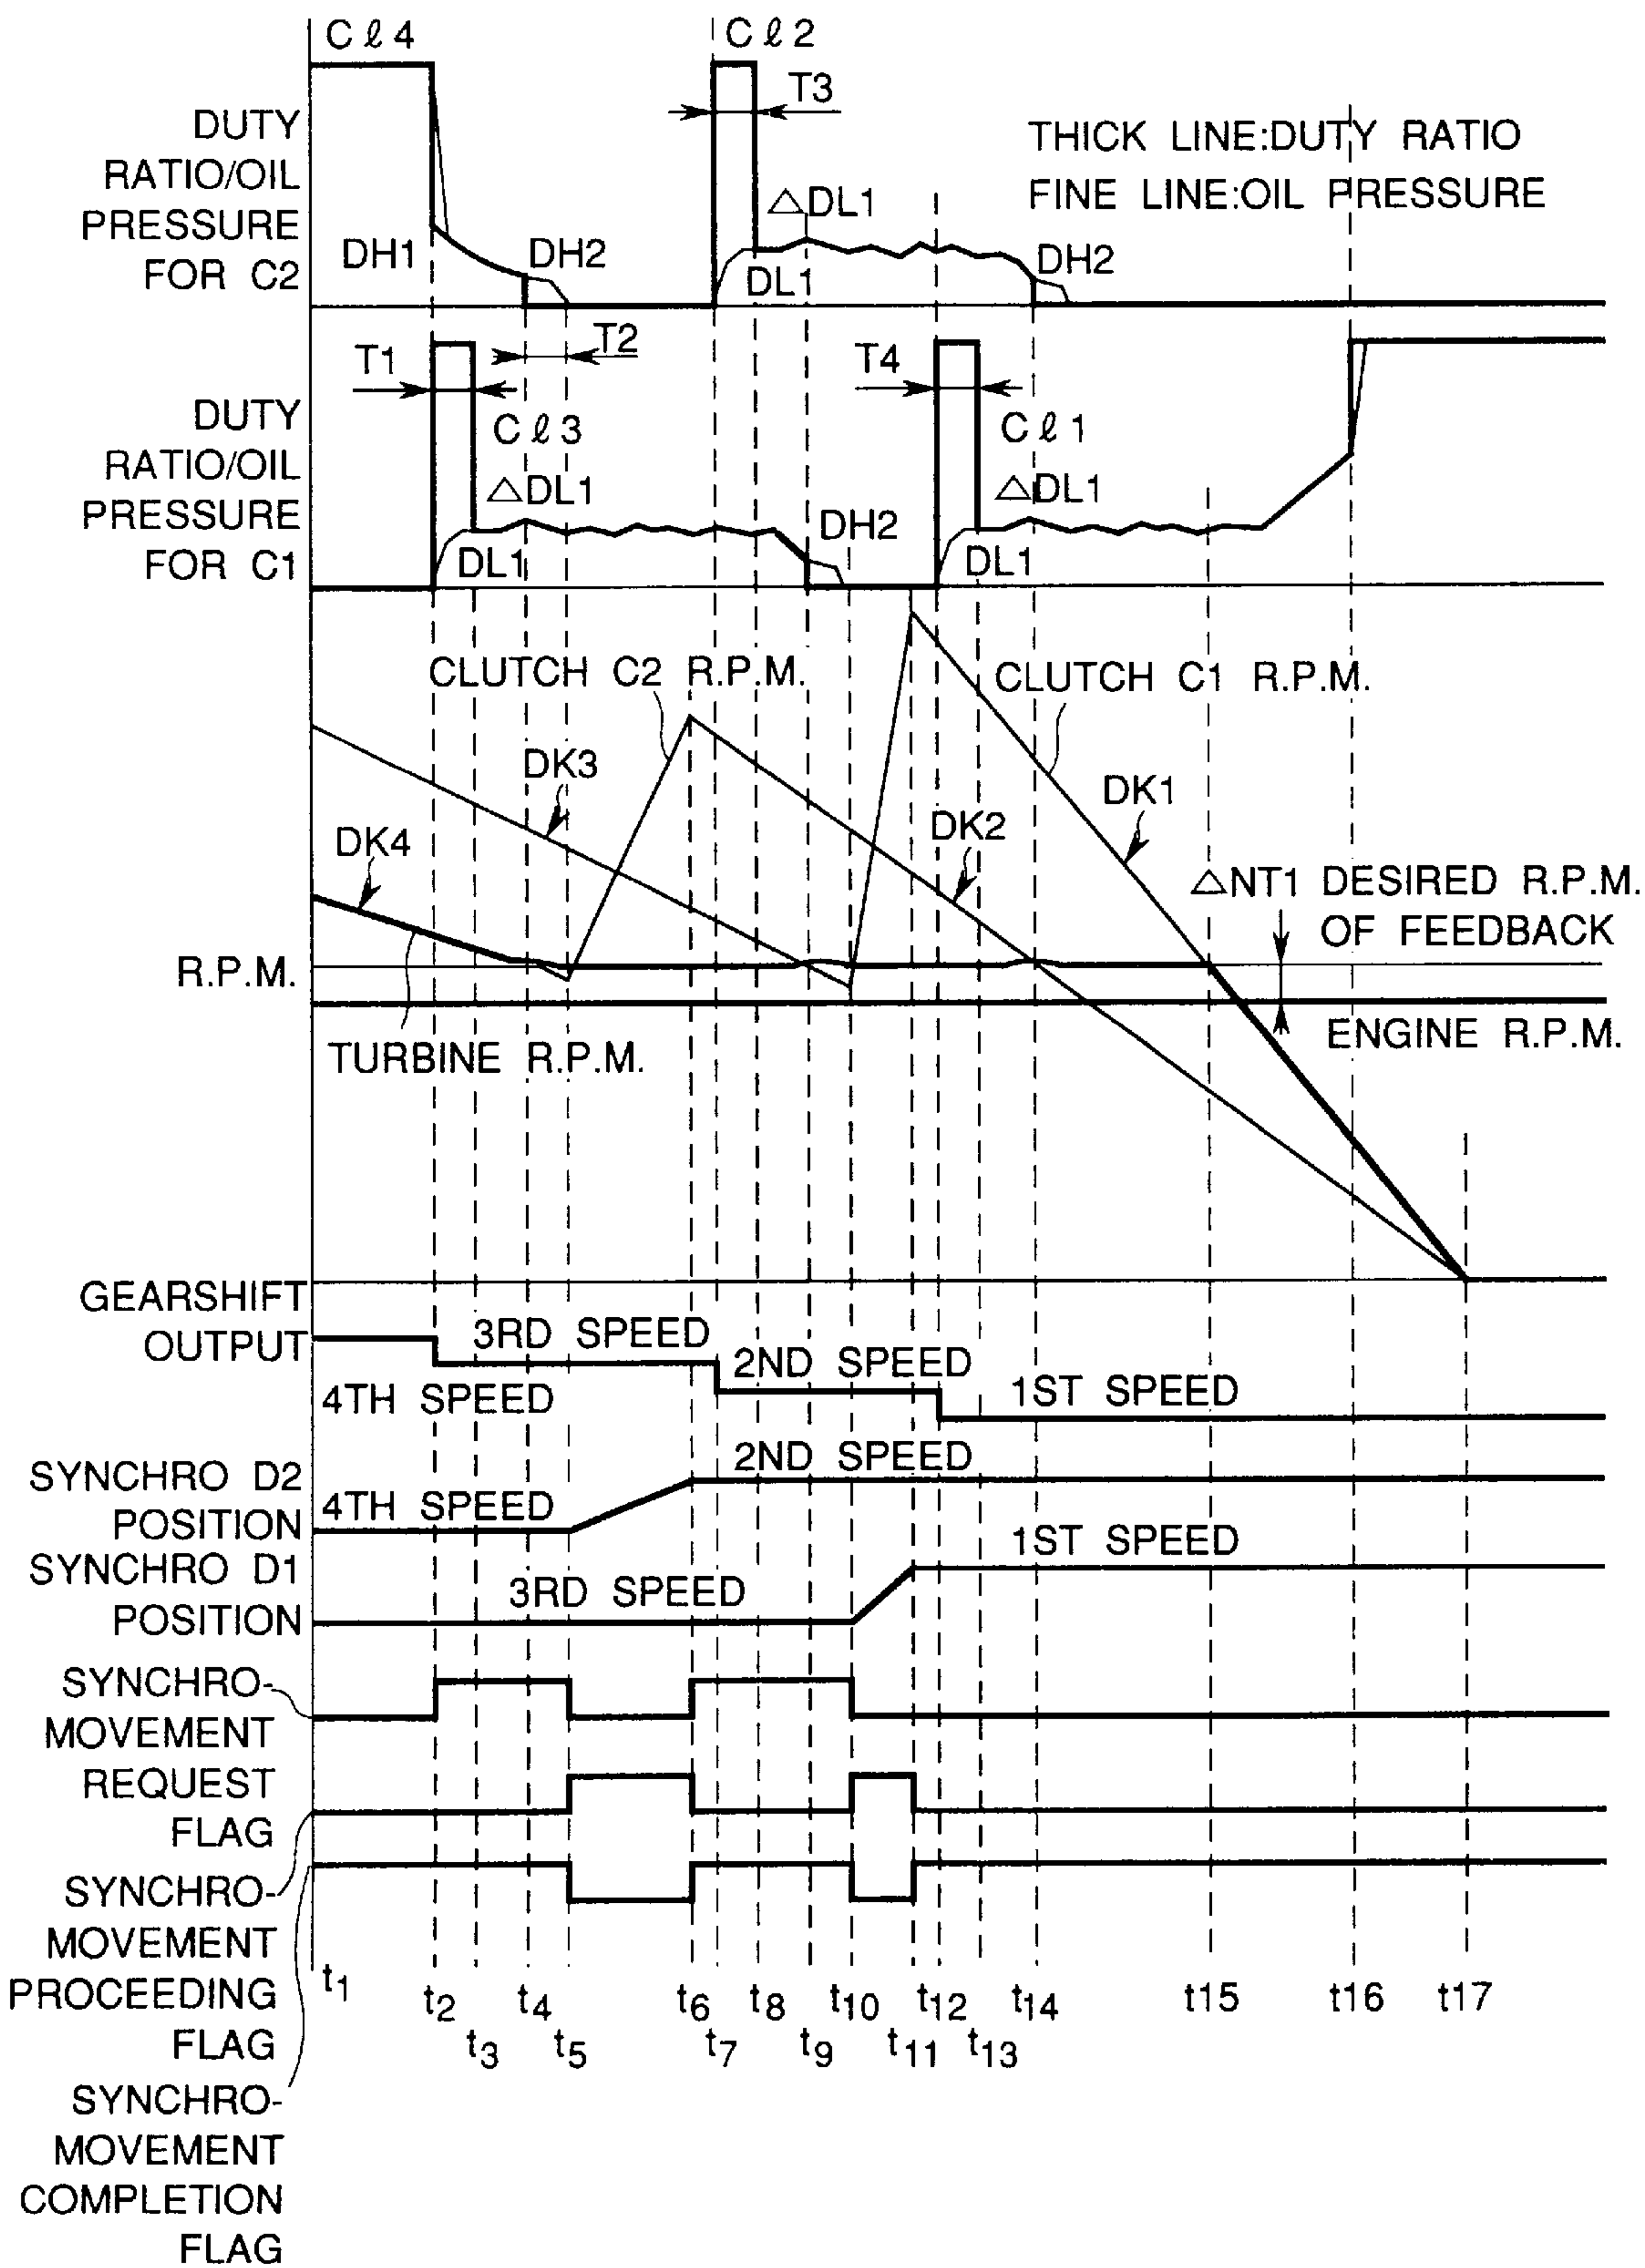 Cℓ4
Cℓ2
T3
DUTY
RATIO/OIL
PRESSURE
FOR C2
THICK LINE:DUTY RATIO
FINE LINE:OIL PRESSURE
△DL1
DH1
DH2
DL1
DH2
T1
T2
T4
DUTY
RATIO/OIL
PRESSURE
FOR C1
Cℓ3
Cℓ1
△DL1
△DL1
DH2
DL1
DL1
CLUTCH C2 R.P.M.
CLUTCH C1 R.P.M.
DK3
DK1
DK4
DK2
△NT1 DESIRED R.P.M.
OF FEEDBACK
R.P.M.
ENGINE R.P.M.
TURBINE R.P.M.
GEARSHIFT
OUTPUT
3RD SPEED
2ND SPEED
4TH SPEED
1ST SPEED
SYNCHRO D2
POSITION
2ND SPEED
4TH SPEED
SYNCHRO D1
POSITION
1ST SPEED
3RD SPEED
SYNCHRO-
MOVEMENT
REQUEST
FLAG
SYNCHRO-
MOVEMENT
PROCEEDING
FLAG
SYNCHRO-
MOVEMENT
COMPLETION
FLAG
t1
t2
t4
t6
t8
t10
t12
t14
t15
t16
t17
t3
t5
t7
t9
t11
t13